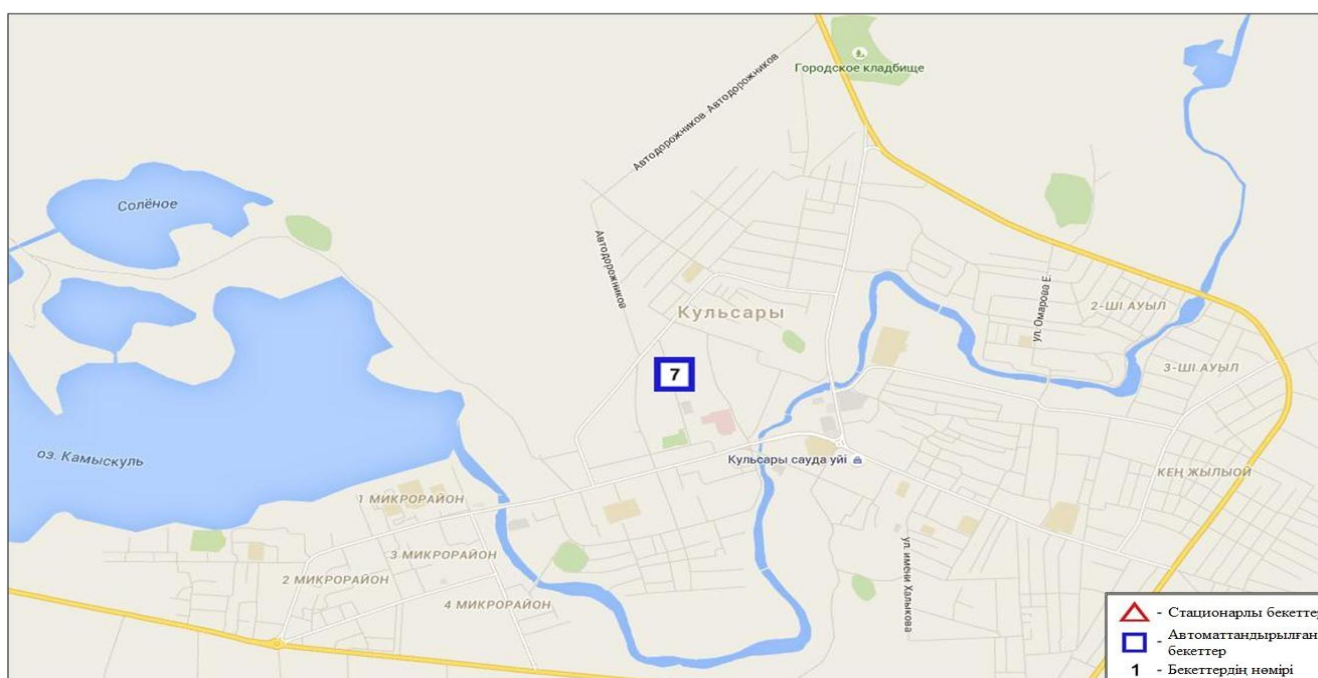 Городское кладбище
Автодорожников Автодорожников
Солёное
Автодорожников
Кульсары
ул. Омарова Е.
2-ШІ АУЫЛ
3-ШІ АУЫЛ
7
оз. Камыскуль
Кульсары сауда уйі
КЕҢ ЖЫЛЫОЙ
1 МИКРОРАЙОН
3 МИКРОРАЙОН
2 МИКРОРАЙОН
4 МИКРОРАЙОН
ул. имени Халыкова
- Стационарлы бекеттер
- Автоматтандырылған
бекеттер
1 - Бекеттердің нөмірі